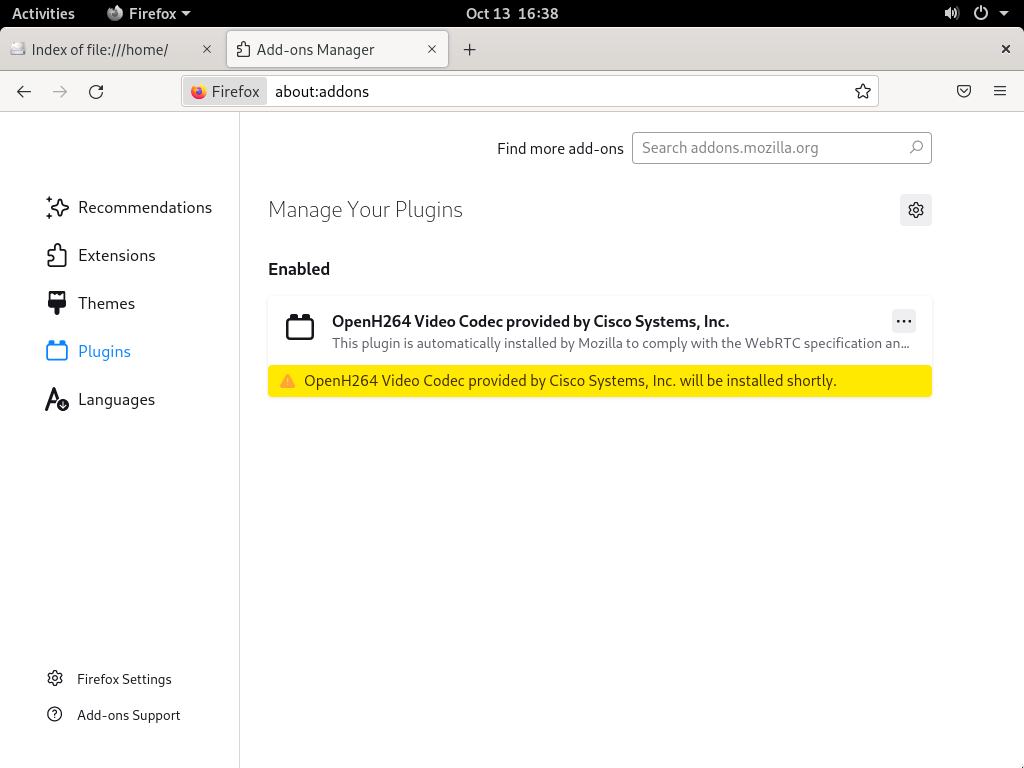 Activities
Firefox
Oct 13 16:38
Index of file:///home/
Add-ons Manager
Firefox
about:addons
Find more add-ons
Search addons.mozilla.org
Recommendations
Extensions
Themes
Plugins
Languages
Manage Your Plugins
Enabled
OpenH264 Video Codec provided by Cisco Systems, Inc.
This plugin is automatically installed by Mozilla to comply with the WebRTC specification an…
OpenH264 Video Codec provided by Cisco Systems, Inc. will be installed shortly.
Firefox Settings
Add-ons Support